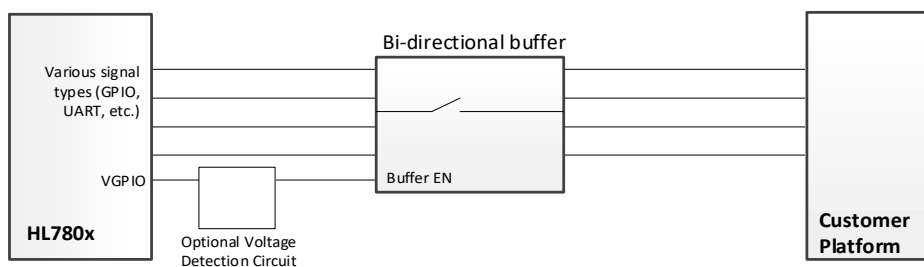 Bi-directional buffer
Various signal
types (GPIO,
UART, etc.)
VGPIO
Buffer EN
HL780x
Optional Voltage
Detection Circuit
Customer
Platform